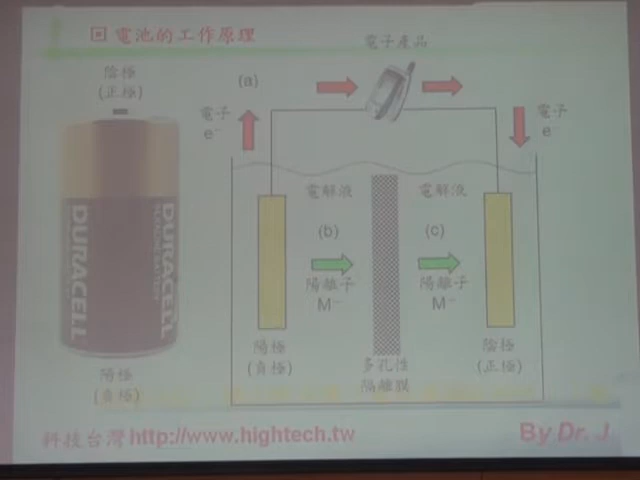 回 電池的工作原理
電子產品
陰極
(正極)
(a)
電子
e⁻
電子
e
DURACELL
DURACELL
電解液
電解液
(b)
(c)
陽離子
M⁻
陽離子
M⁻
陽極
(負極)
多孔性
隔離膜
陰極
(正極)
陽極
(負極)
科技台灣 http://www.hightech.tw
By Dr. J